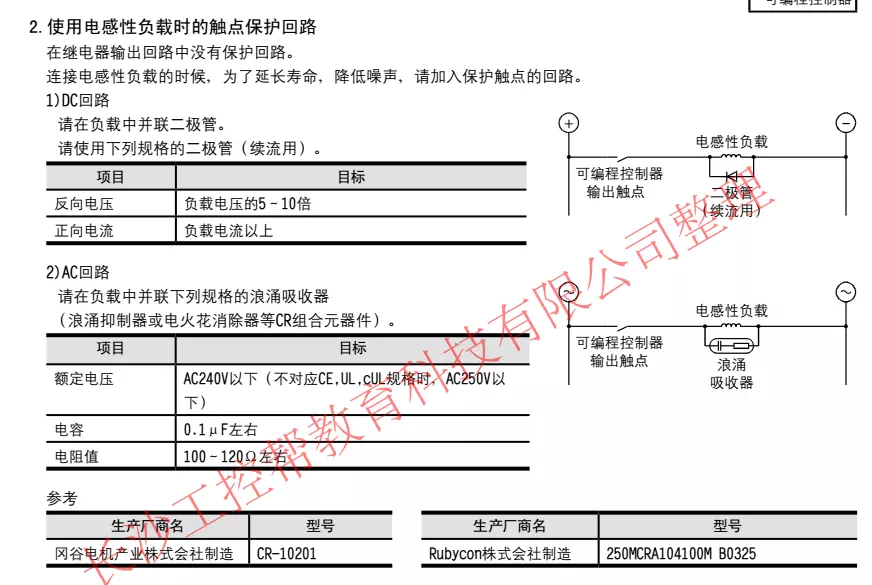 可编程控制器
2. 使用电感性负载时的触点保护回路
在继电器输出回路中没有保护回路。
连接电感性负载的时候，为了延长寿命，降低噪声，请加入保护触点的回路。
1)DC回路
请在负载中并联二极管。
请使用下列规格的二极管（续流用）。
项目 目标
反向电压 负载电压的5～10倍
正向电流 负载电流以上
+ −
电感性负载
可编程控制器
输出触点
二极管
（续流用）
2)AC回路
请在负载中并联下列规格的浪涌吸收器
（浪涌抑制器或电火花消除器等CR组合元器件）。
项目 目标
额定电压 AC240V以下（不对应CE,UL,cUL规格时，AC250V以
下）
电容 0.1μF左右
电阻值 100－120Ω左右
~ ~
电感性负载
可编程控制器
输出触点
浪涌
吸收器
参考
生产厂商名 型号
冈谷电机产业株式会社制造 CR-10201
生产厂商名 型号
Rubycon株式会社制造 250MCRA104100M B0325
长沙工控帮教育科技有限公司整理